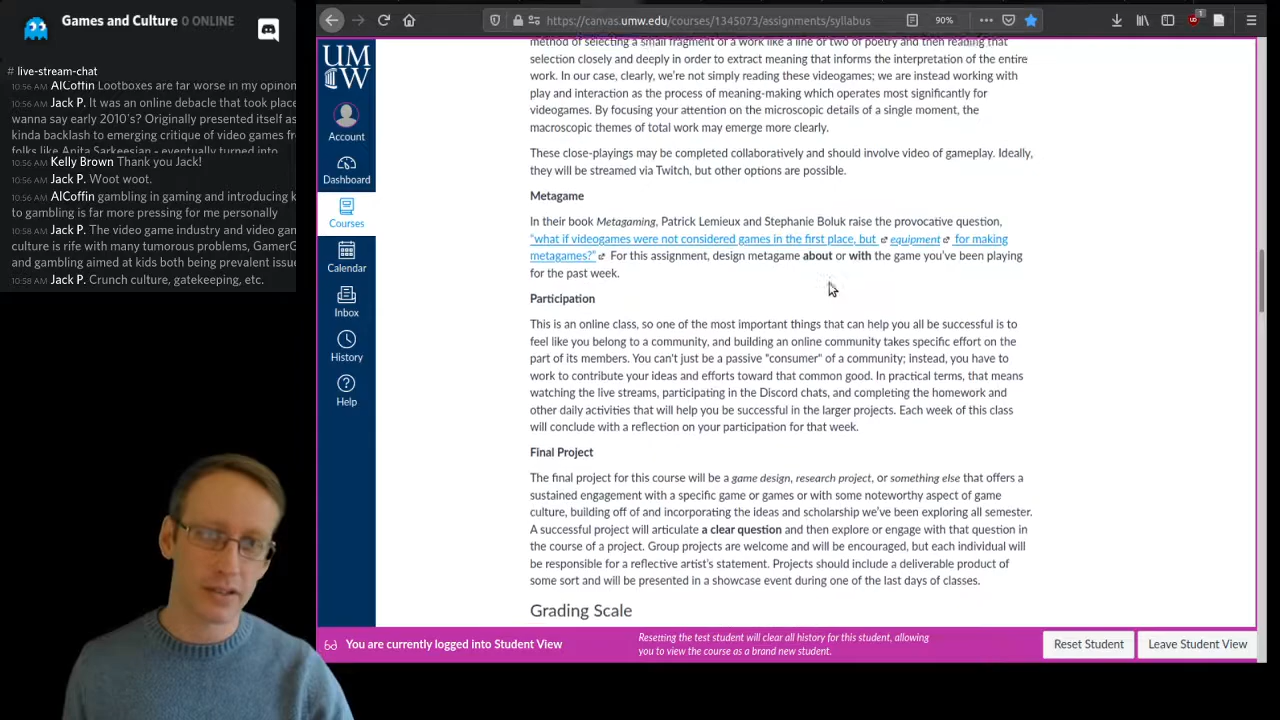 Games and Culture 0 ONLINE
# live-stream-chat
10:56 AM AlCoffin Lootboxes are far worse in my opinon
10:56 AM Jack P. It was an online debacle that took place
wanna say early 2010's? Originally presented itself as
kinda backlash to emerging critique of video games fr
folks like Anita Sarkeesian - eventually turned into
10:56 AM Kelly Brown Thank you Jack!
10:56 AM Jack P. Woot woot.
10:56 AM AlCoffin gambling in gaming and introducing k
to gambling is far more pressing for me personally
10:58 AM Jack P. The video game industry and video gam
culture is rife with many tumorous problems, GamerG
and gambling aimed at kids both being prevalent issue
10:58 AM Jack P. Crunch culture, gatekeeping, etc.
https://canvas.umw.edu/courses/1345073/assignments/syllabus
90%
UMW
Account
Dashboard
Courses
Calendar
Inbox
History
Help
method of selecting a small fragment of a work like a line or two of poetry and then reading that
selection closely and deeply in order to extract meaning that informs the interpretation of the entire
work. In our case, clearly, we're not simply reading these videogames; we are instead working with
play and interaction as the process of meaning-making which operates most significantly for
videogames. By focusing your attention on the microscopic details of a single moment, the
macroscopic themes of total work may emerge more clearly.
These close-playings may be completed collaboratively and should involve video of gameplay. Ideally,
they will be streamed via Twitch, but other options are possible.
Metagame
In their book Metagaming, Patrick Lemieux and Stephanie Boluk raise the provocative question,
"what if videogames were not considered games in the first place, but equipment for making
metagames?" For this assignment, design metagame about or with the game you've been playing
for the past week.
Participation
This is an online class, so one of the most important things that can help you all be successful is to
feel like you belong to a community, and building an online community takes specific effort on the
part of its members. You can't just be a passive "consumer" of a community; instead, you have to
work to contribute your ideas and efforts toward that common good. In practical terms, that means
watching the live streams, participating in the Discord chats, and completing the homework and
other daily activities that will help you be successful in the larger projects. Each week of this class
will conclude with a reflection on your participation for that week.
Final Project
The final project for this course will be a game design, research project, or something else that offers a
sustained engagement with a specific game or games or with some noteworthy aspect of game
culture, building off of and incorporating the ideas and scholarship we've been exploring all semester.
A successful project will articulate a clear question and then explore or engage with that question in
the course of a project. Group projects are welcome and will be encouraged, but each individual will
be responsible for a reflective artist's statement. Projects should include a deliverable product of
some sort and will be presented in a showcase event during one of the last days of classes.
Grading Scale
You are currently logged into Student View
Resetting the test student will clear all history for this student, allowing
you to view the course as a brand new student.
Reset Student
Leave Student View